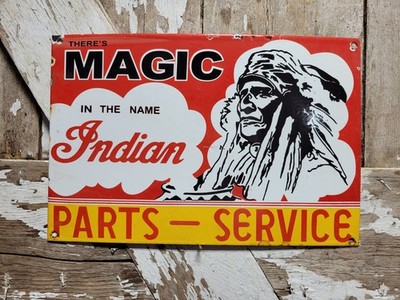 THERE'S
MAGIC
IN THE NAME
Indian
PARTS — SERVICE